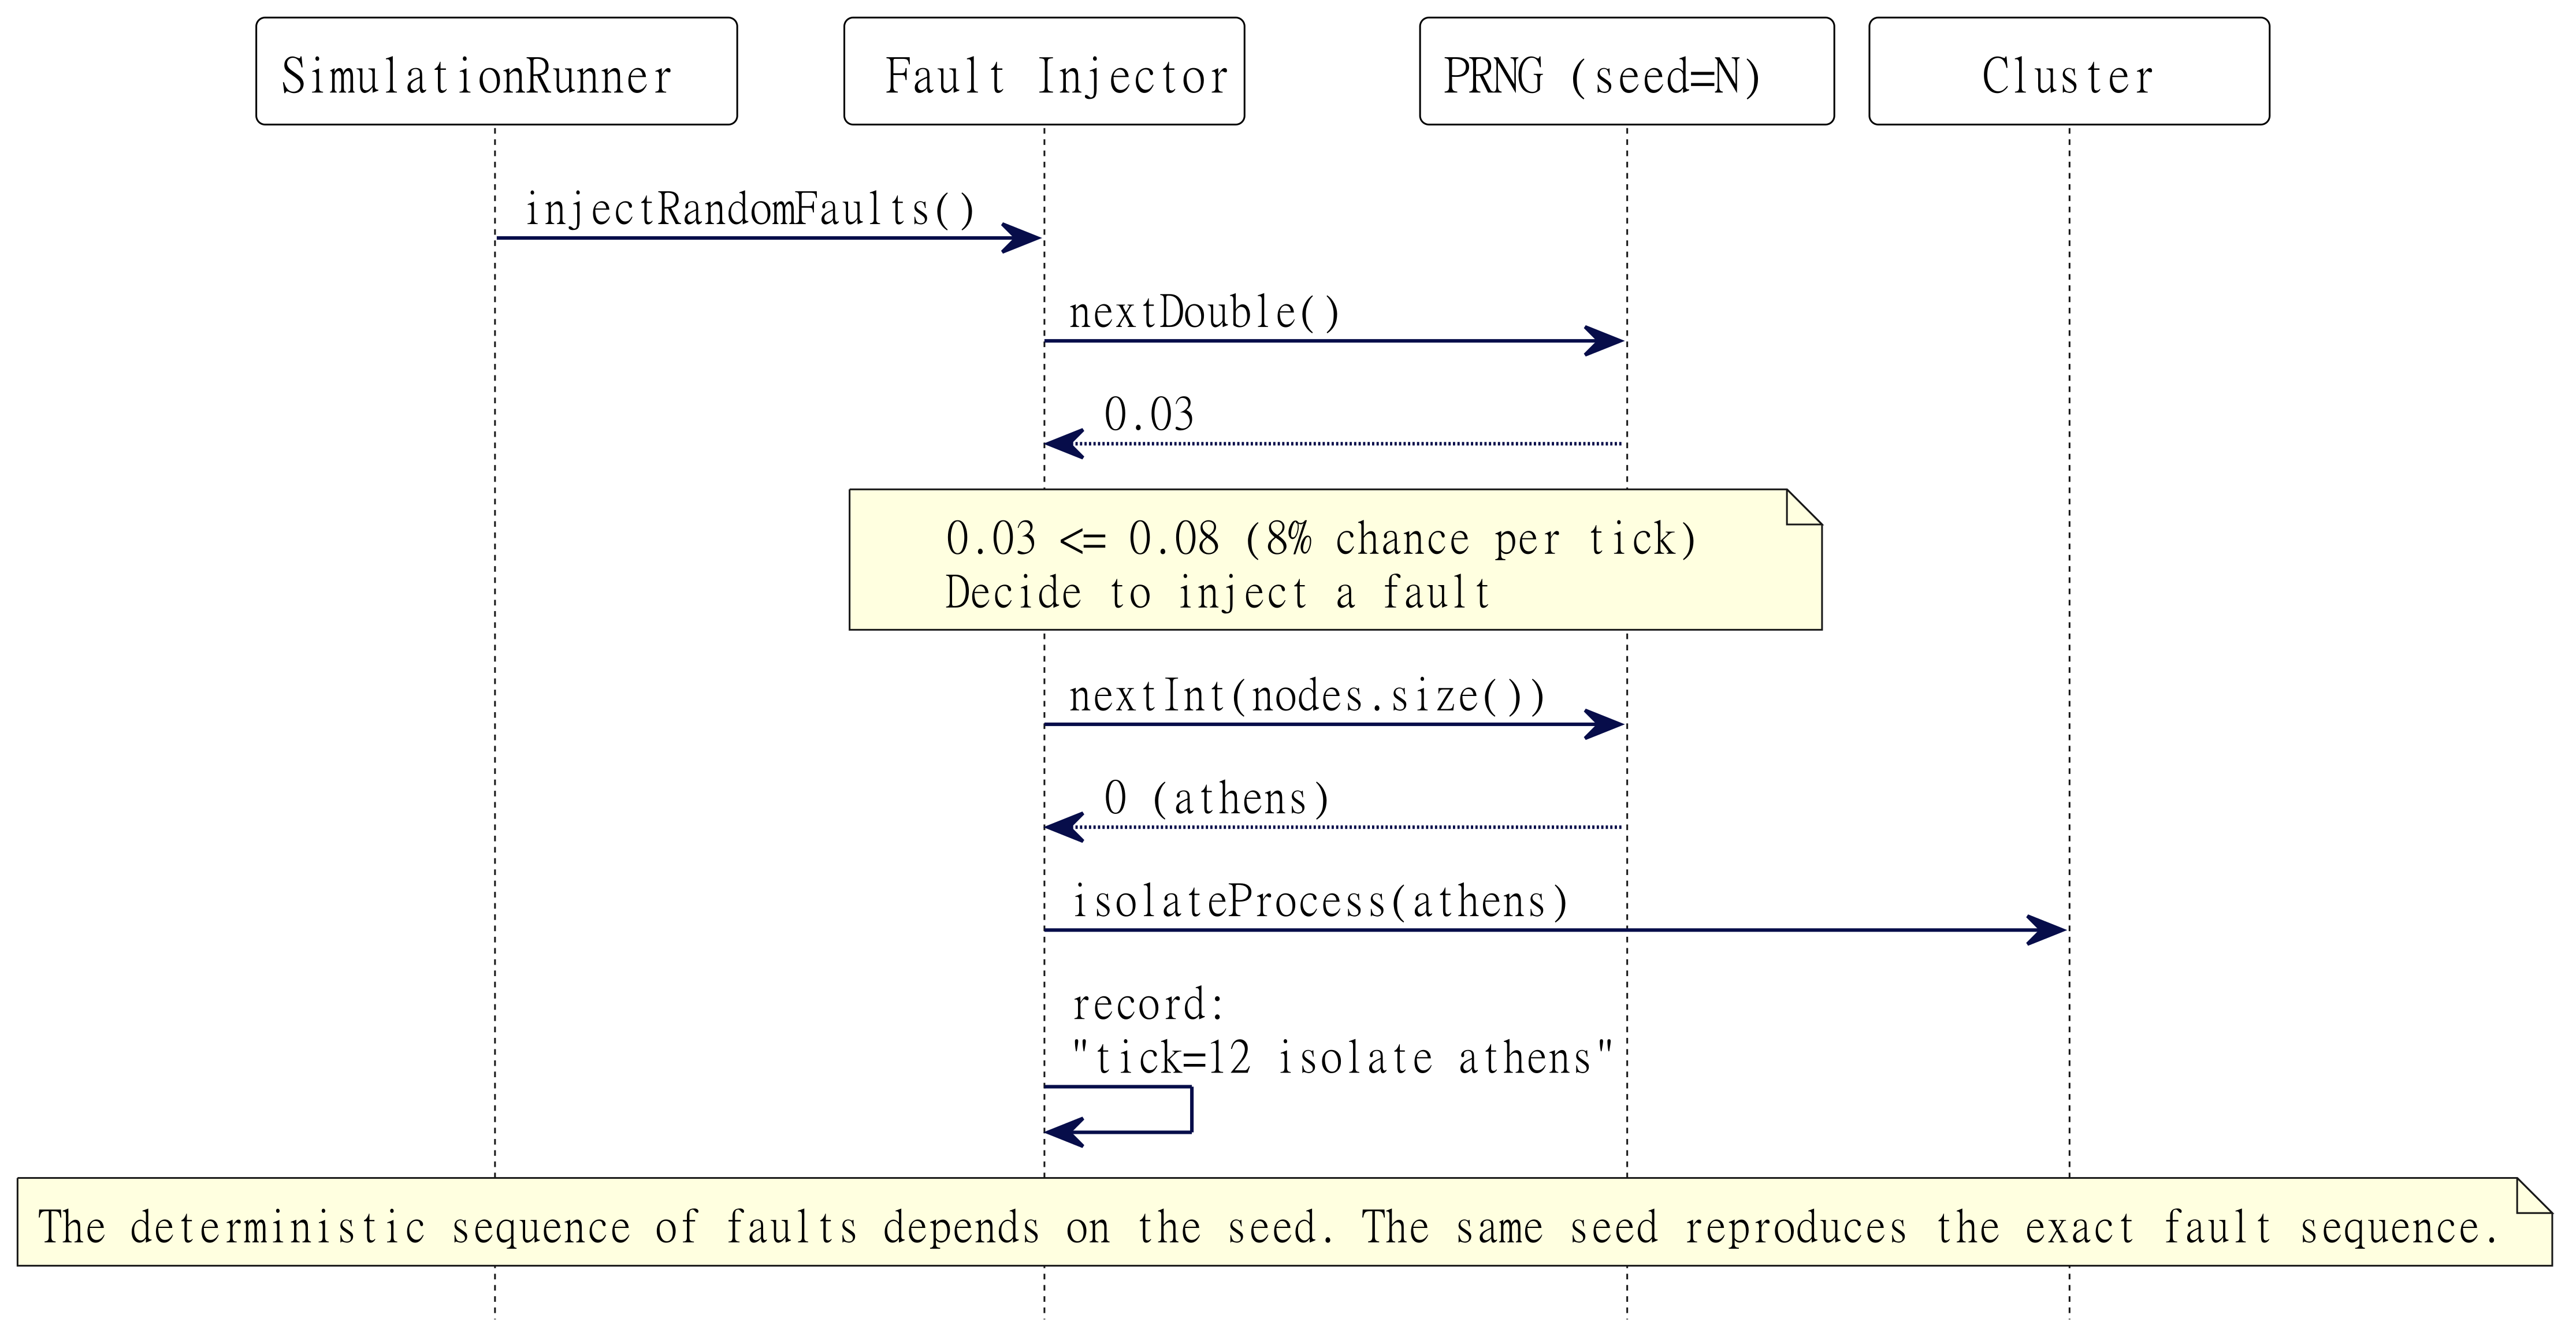 SimulationRunner
Fault Injector
PRNG (seed=N)
Cluster
injectRandomFaults()
nextDouble()
0.03
0.03 <= 0.08 (8% chance per tick)
Decide to inject a fault
nextInt(nodes.size())
0 (athens)
isolateProcess(athens)
record:
"tick=12 isolate athens"
The deterministic sequence of faults depends on the seed. The same seed reproduces the exact fault sequence.